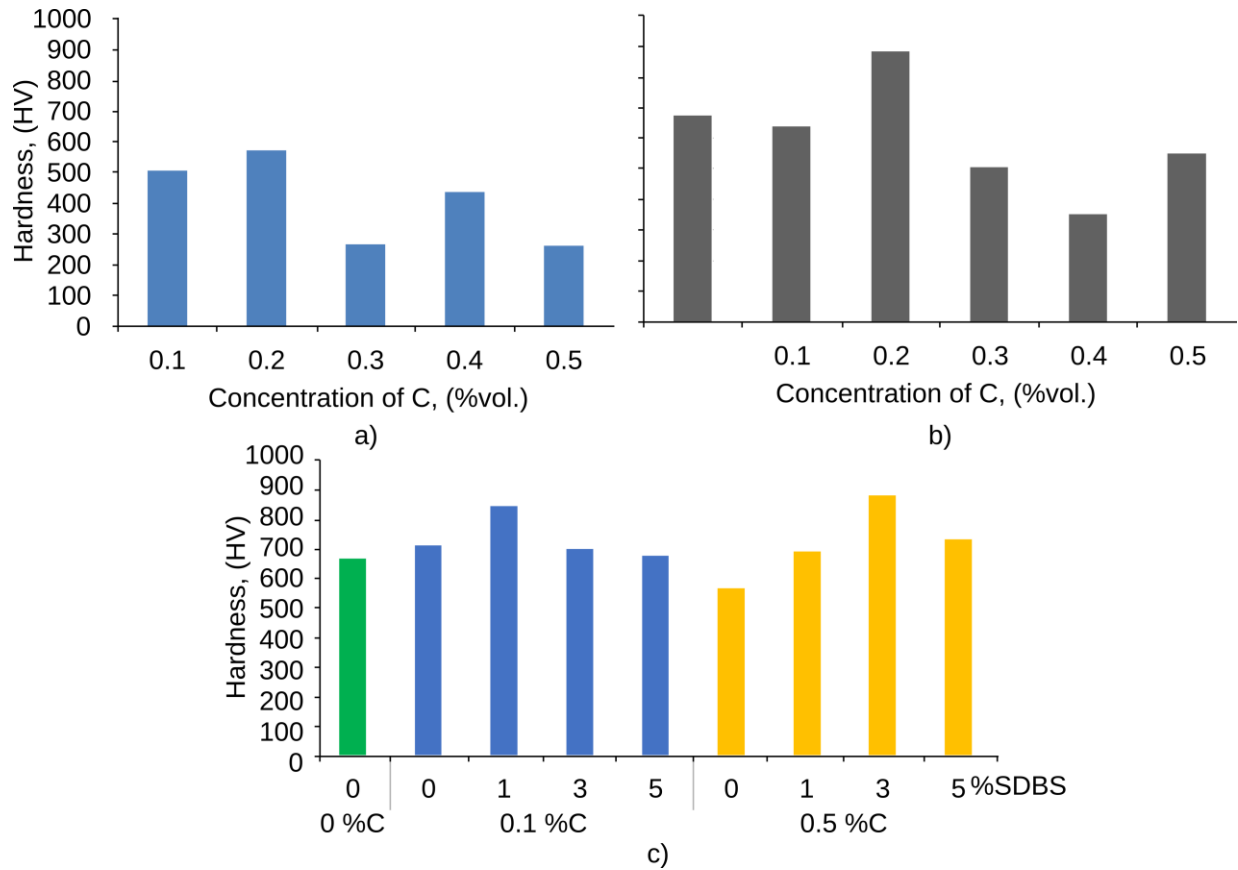 1000
900
800
700
600
500
400
300
200
100
0
Hardness, (HV)
0.1 0.2 0.3 0.4 0.5
Concentration of C, (%vol.)
a)
0.1 0.2 0.3 0.4 0.5
Concentration of C, (%vol.)
b)
1000
900
800
700
600
500
400
300
200
100
0
Hardness, (HV)
0 0 1 3 5 0 1 3 5 %SDBS
0 %C 0.1 %C 0.5 %C
c)